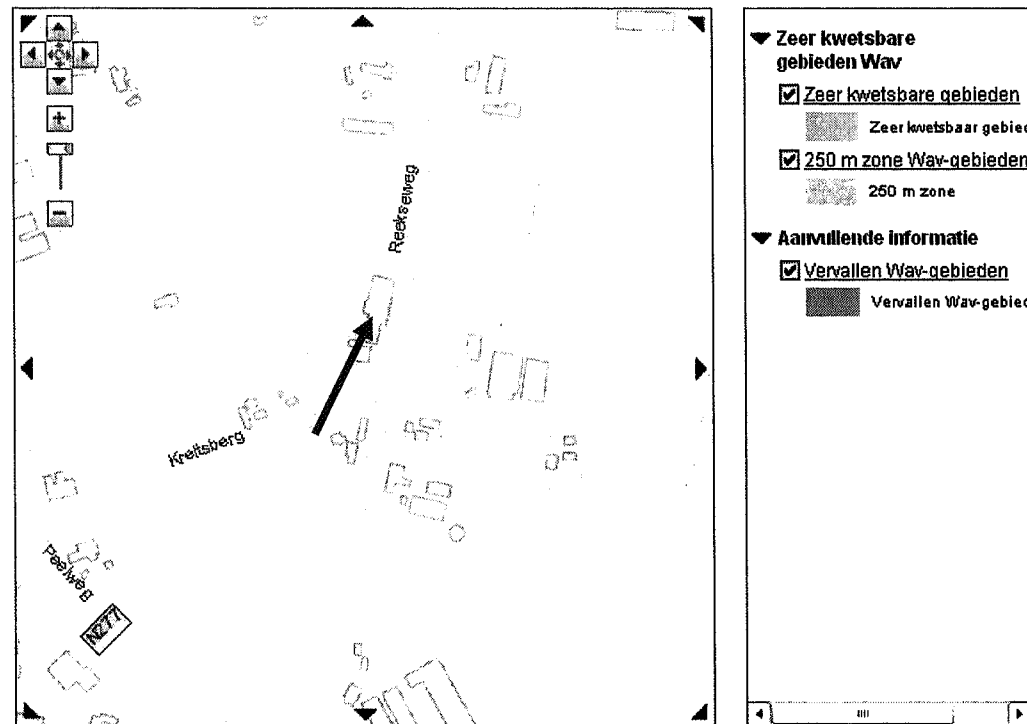 Reekseweg
Kreitsberg
Peelweg
N277
Zeer kwetsbare
gebieden Wav
Zeer kwetsbare gebieden
Zeer kwetsbaar gebied
250 m zone Wav-gebieden
250 m zone
Aanvullende informatie
Vervallen Wav-gebieden
Vervallen Wav-gebied